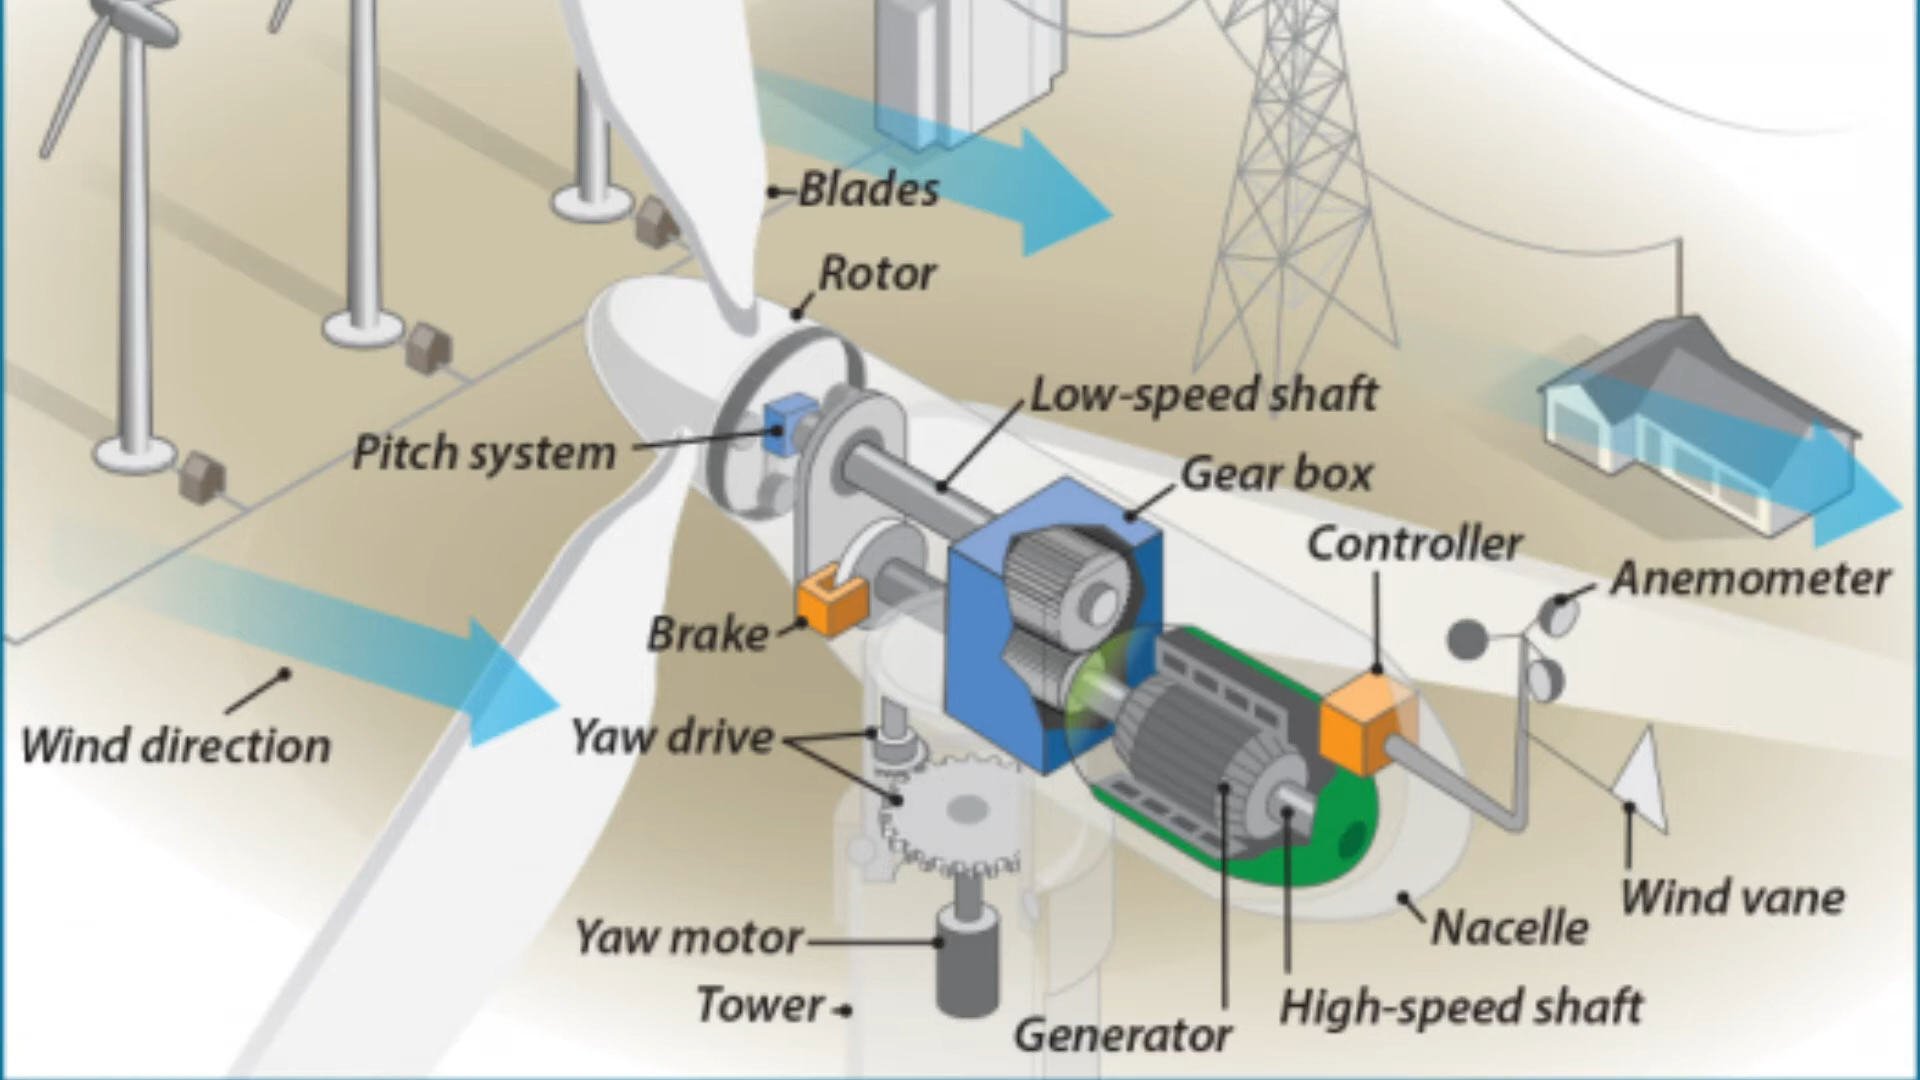 Blades
Rotor
Low-speed shaft
Pitch system
Gear box
Controller
Anemometer
Brake
Wind direction
Yaw drive
Wind vane
Nacelle
Yaw motor
Tower
High-speed shaft
Generator